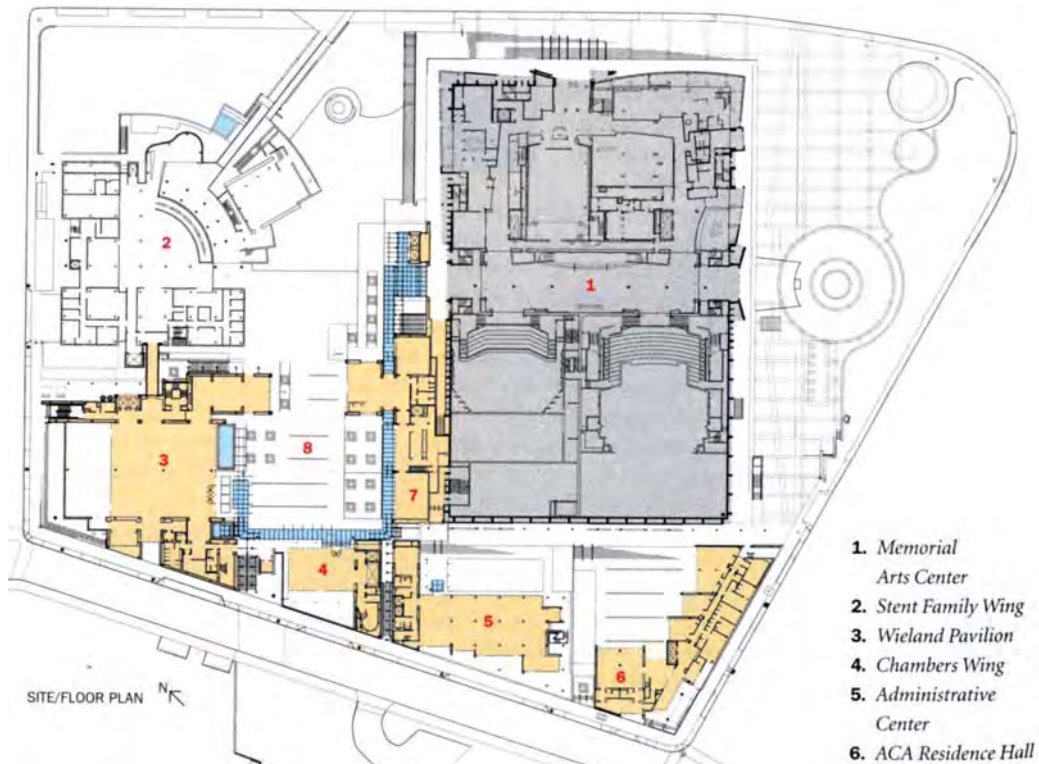 2
1
3
8
7
4
5
6
SITE/FLOOR PLAN N
1. Memorial
Arts Center
2. Stent Family Wing
3. Wieland Pavilion
4. Chambers Wing
5. Administrative
Center
6. ACA Residence Hall